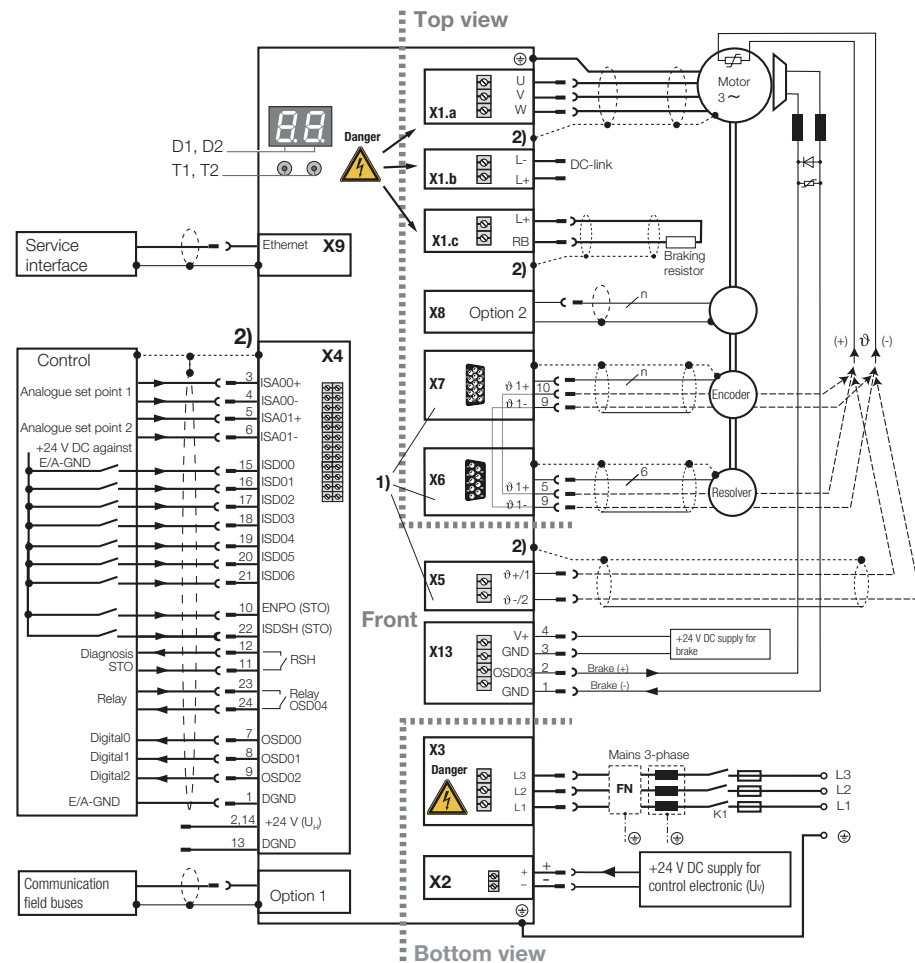 Top view
X1.a
U
V
W
Motor
3 ~
D1, D2
T1, T2
Danger
2)
X1.b
L-
L+
DC-link
X1.c
L+
RB
Braking
resistor
2)
Service
interface
Ethernet X9
X8 Option 2
n
2)
Control
X4
Analogue set point 1
3 ISA00+
4 ISA00-
Analogue set point 2
5 ISA01+
6 ISA01-
+24 V DC against
E/A-GND
15 ISD00
16 ISD01
17 ISD02
18 ISD03
19 ISD04
20 ISD05
21 ISD06
10 ENPO (STO)
22 ISDSH (STO)
Diagnosis
STO
12
11
RSH
Relay
23
24
Relay
OSD04
Digital0 7 OSD00
Digital1 8 OSD01
Digital2 9 OSD02
E/A-GND 1 DGND
2,14 +24 V (UH)
13 DGND
Communication
field buses
Option 1
X7
ϑ 1+ 10
ϑ 1- 9
n
Encoder
(+) ϑ (-)
1)
X6
ϑ 1+ 5
ϑ 1- 9
6
Resolver
2)
X5
ϑ+/1
ϑ-/2
Front
X13
V+ 4
GND 3
OSD03 2
GND 1
+24 V DC supply for
brake
Brake (+)
Brake (-)
X3
Danger
L3
L2
L1
Mains 3-phase
FN
K1
L3
L2
L1
X2
+
-
+
-
+24 V DC supply for
control electronic (UV)
Bottom view